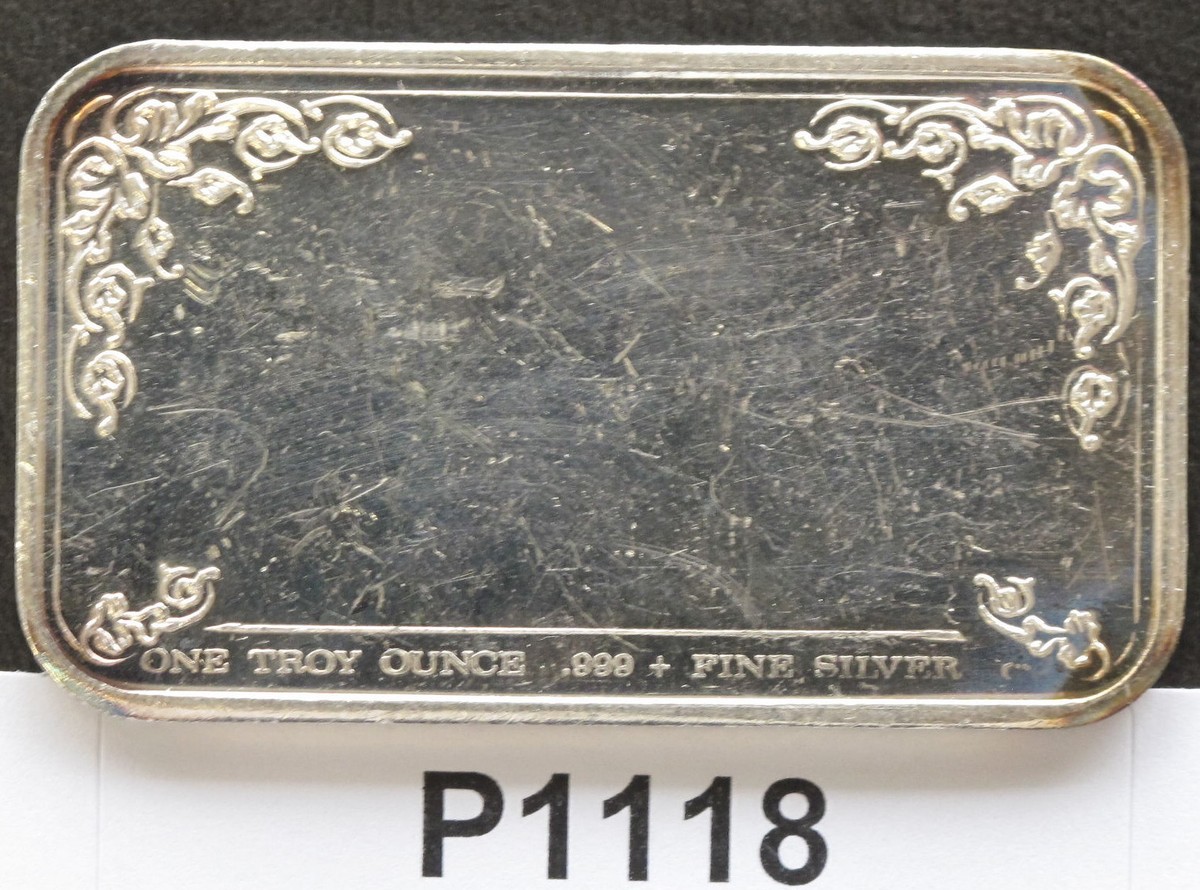 ONE TROY OUNCE .999 + FINE SILVER
P1118